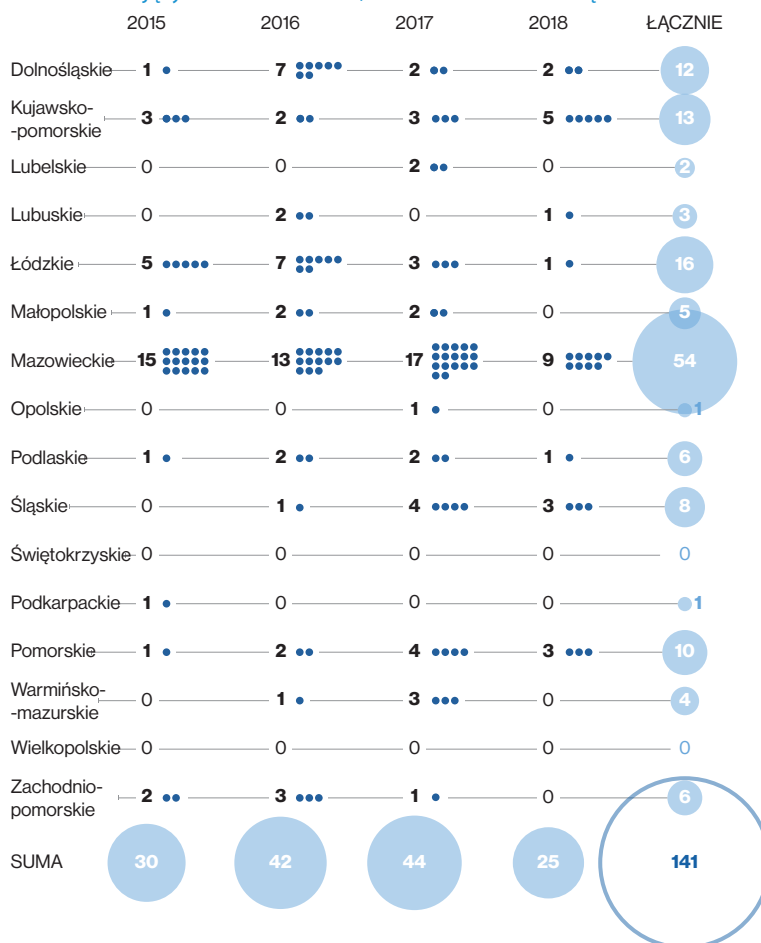 2015 2016 2017 2018 ŁĄCZNIE
Dolnośląskie 1 7 2 2 12
Kujawsko-
-pomorskie 3 2 3 5 13
Lubelskie 0 0 2 0 2
Lubuskie 0 2 0 1 3
Łódzkie 5 7 3 1 16
Małopolskie 1 2 2 0 5
Mazowieckie 15 13 17 9 54
Opolskie 0 0 1 0 1
Podlaskie 1 2 2 1 6
Śląskie 0 1 4 3 8
Świętokrzyskie 0 0 0 0 0
Podkarpackie 1 0 0 0 1
Pomorskie 1 2 4 3 10
Warmińsko-
-mazurskie 0 1 3 0 4
Wielkopolskie 0 0 0 0 0
Zachodnio-
pomorskie 2 3 1 0 6
SUMA 30 42 44 25 141